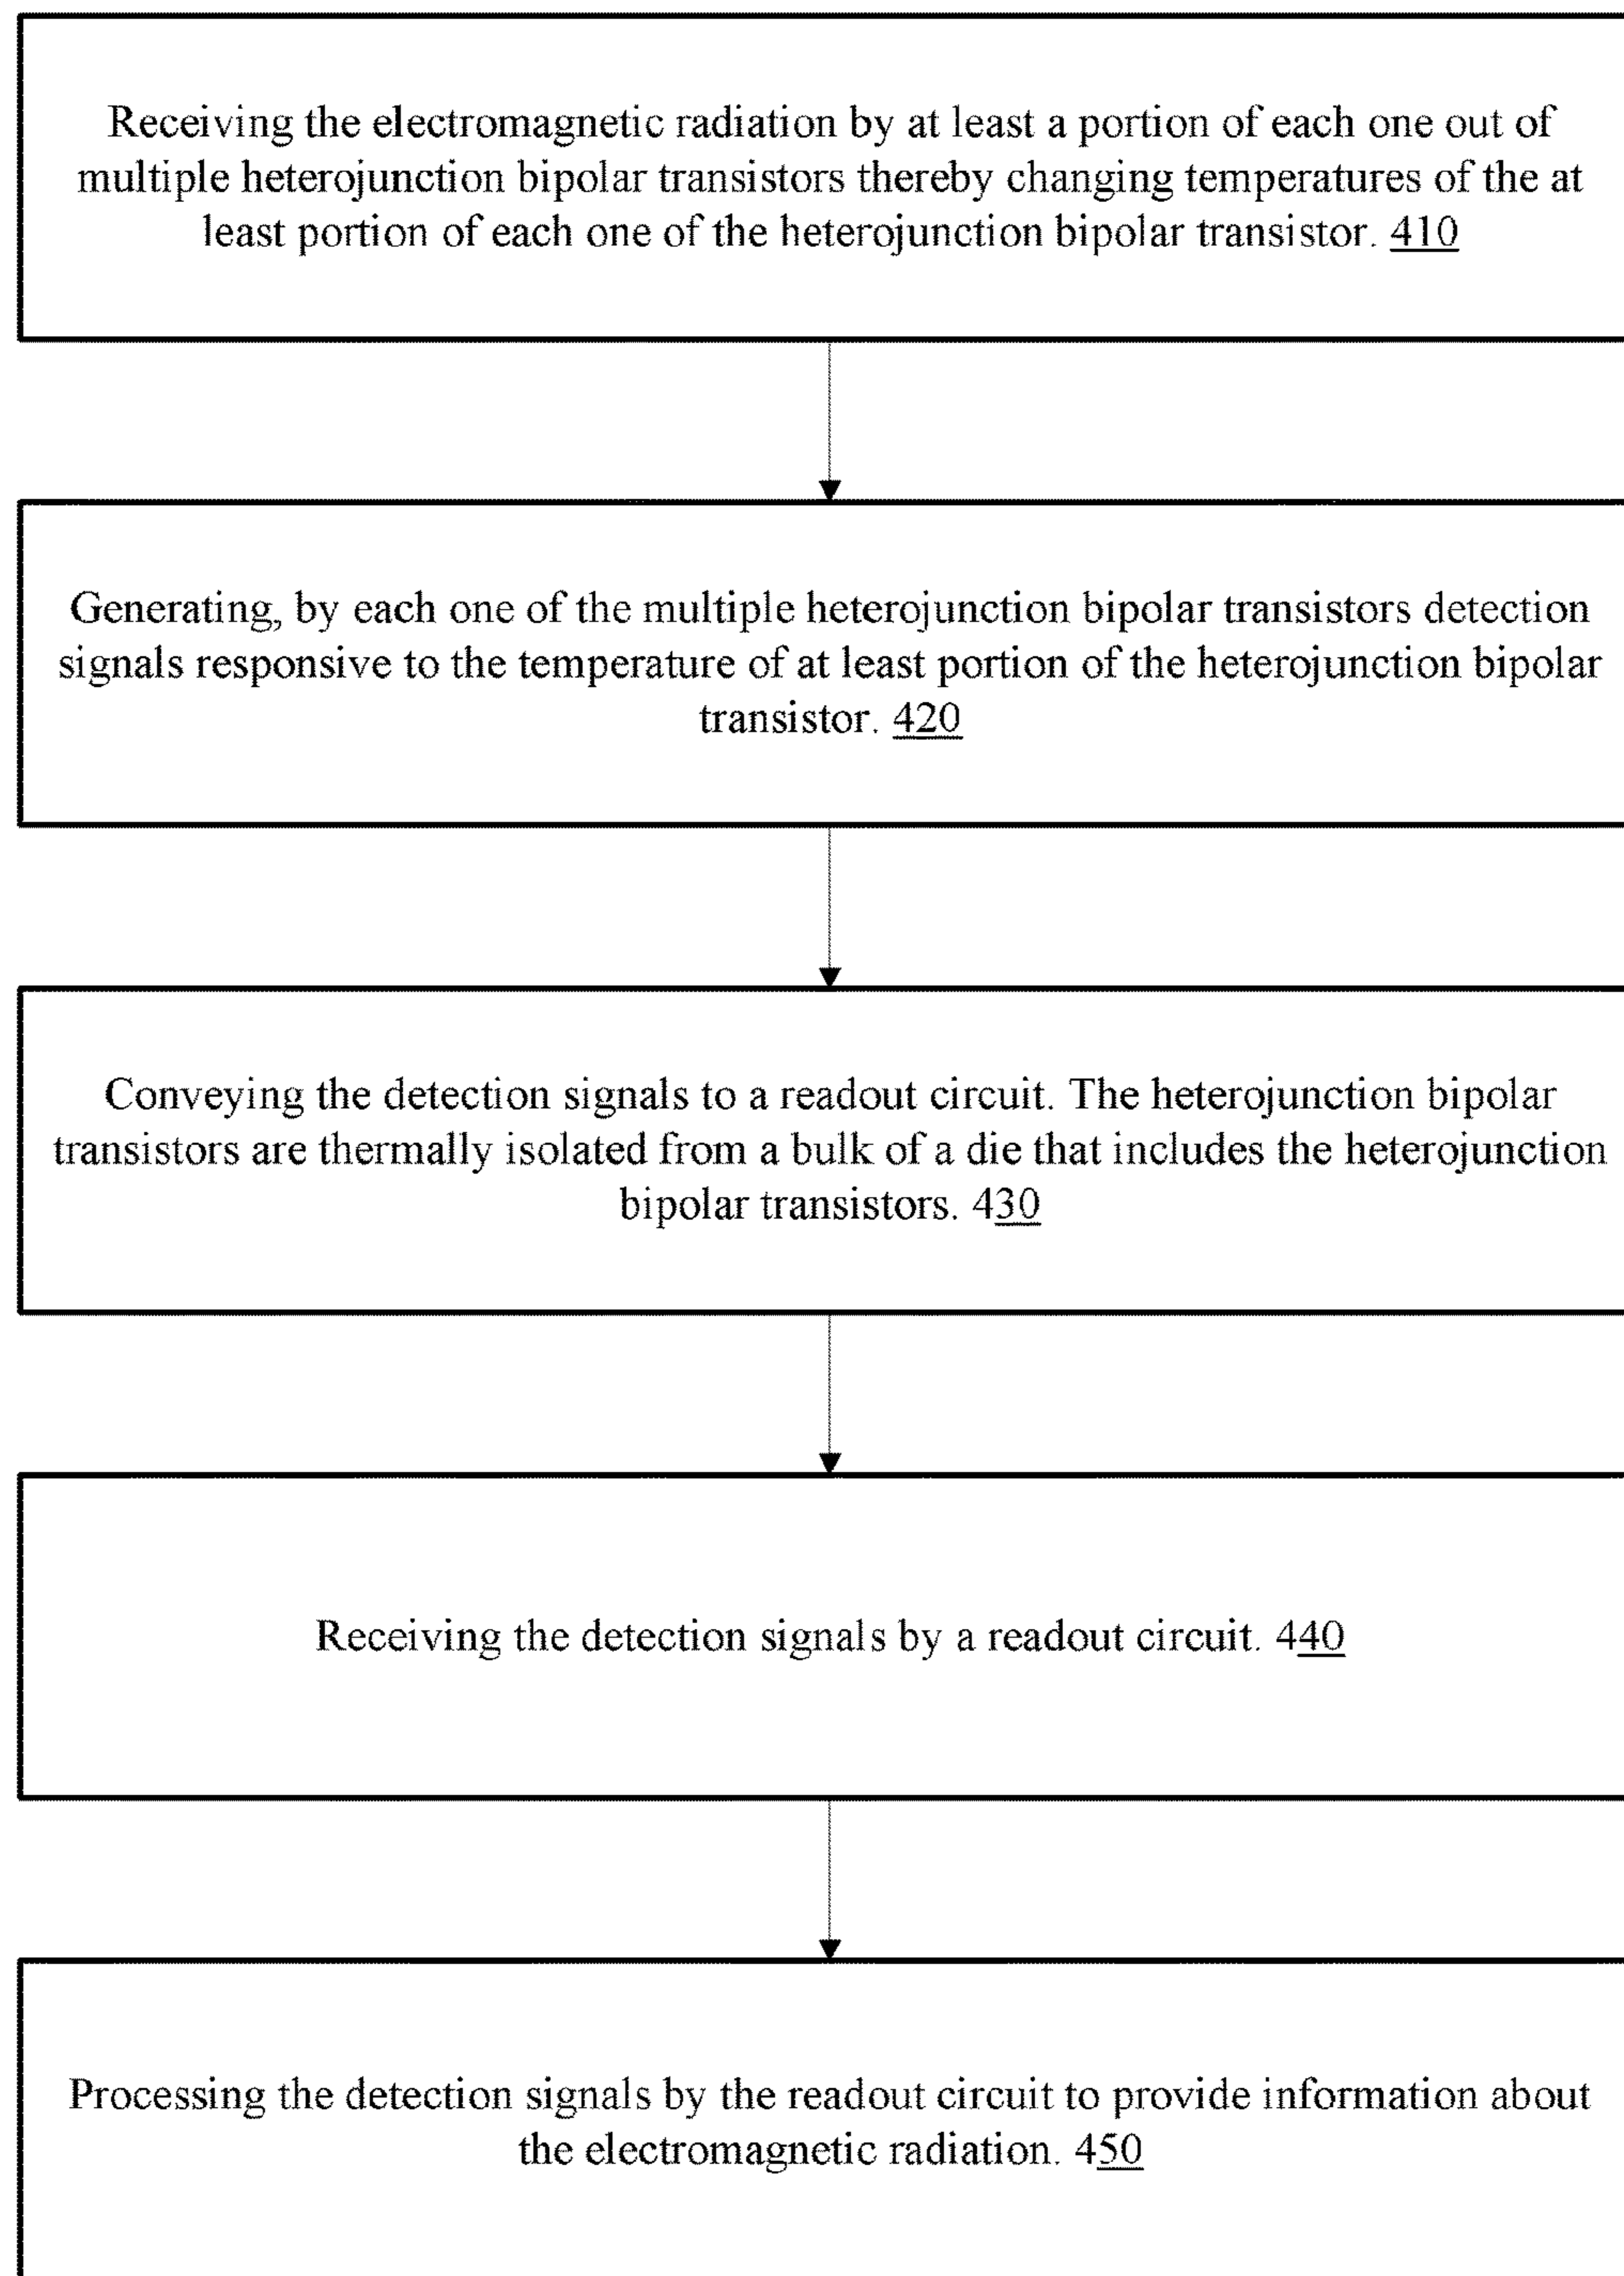 Receiving the electromagnetic radiation by at least a portion of each one out of
multiple heterojunction bipolar transistors thereby changing temperatures of the at
least portion of each one of the heterojunction bipolar transistor. 410
Generating, by each one of the multiple heterojunction bipolar transistors detection
signals responsive to the temperature of at least portion of the heterojunction bipolar
transistor. 420
Conveying the detection signals to a readout circuit. The heterojunction bipolar
transistors are thermally isolated from a bulk of a die that includes the heterojunction
bipolar transistors. 430
Receiving the detection signals by a readout circuit. 440
Processing the detection signals by the readout circuit to provide information about
the electromagnetic radiation. 450